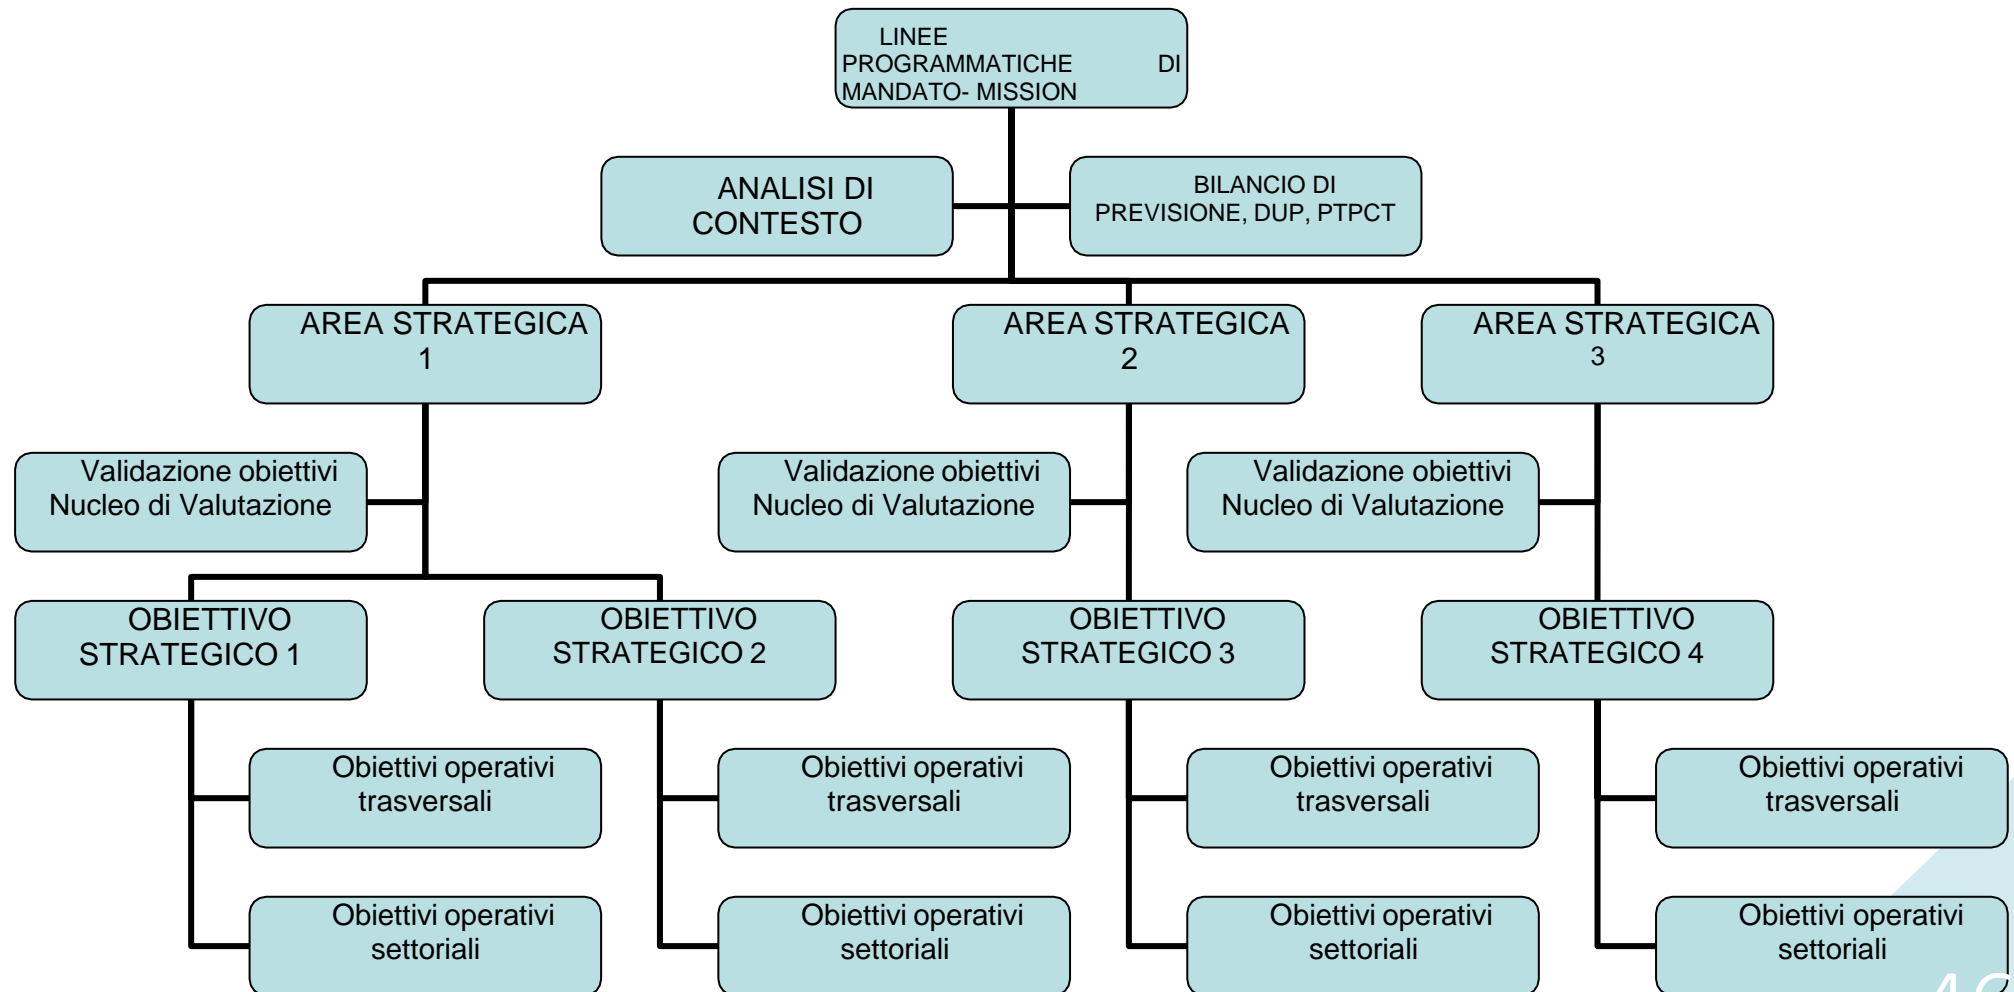 LINEE
PROGRAMMATICHE DI
MANDATO- MISSION
ANALISI DI
CONTESTO
BILANCIO DI
PREVISIONE, DUP, PTPCT
AREA STRATEGICA
1
AREA STRATEGICA
2
AREA STRATEGICA
3
Validazione obiettivi
Nucleo di Valutazione
Validazione obiettivi
Nucleo di Valutazione
Validazione obiettivi
Nucleo di Valutazione
OBIETTIVO
STRATEGICO 1
OBIETTIVO
STRATEGICO 2
OBIETTIVO
STRATEGICO 3
OBIETTIVO
STRATEGICO 4
Obiettivi operativi
trasversali
Obiettivi operativi
trasversali
Obiettivi operativi
trasversali
Obiettivi operativi
trasversali
Obiettivi operativi
settoriali
Obiettivi operativi
settoriali
Obiettivi operativi
settoriali
Obiettivi operativi
settoriali